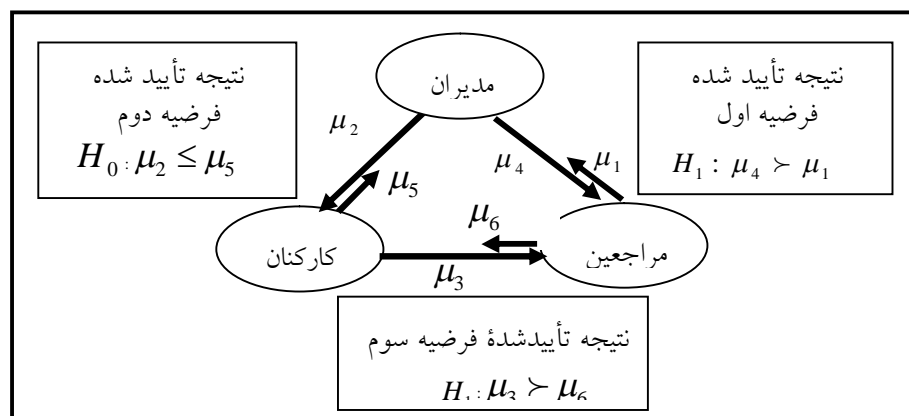 نتیجه تأیید شده
فرضیه اول
H₁ : μ₄ ≻ μ₁
مدیران
نتیجه تأیید شده
فرضیه دوم
H₀ : μ₂ ≤ μ₅
μ₂
μ₅
μ₄
μ₁
μ₆
μ₃
مراجعین
کارکنان
نتیجه تأییدشدۀ فرضیه سوم
H₁ : μ₃ ≻ μ₆